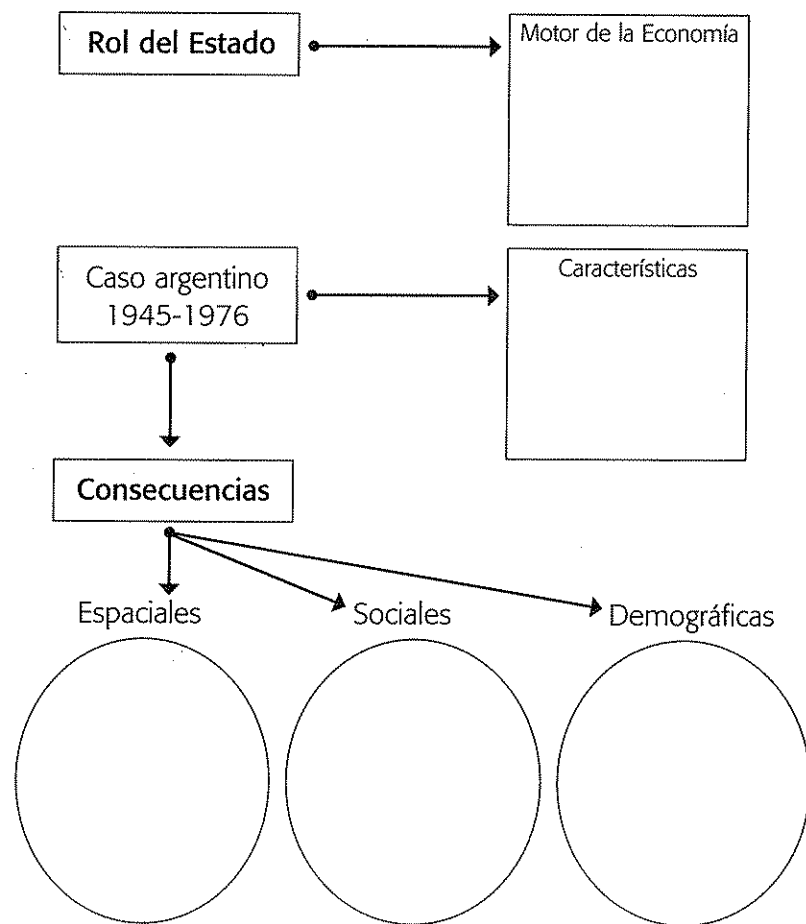 Rol del Estado
Motor de la Economía
Caso argentino
1945-1976
Características
Consecuencias
Espaciales
Sociales
Demográficas